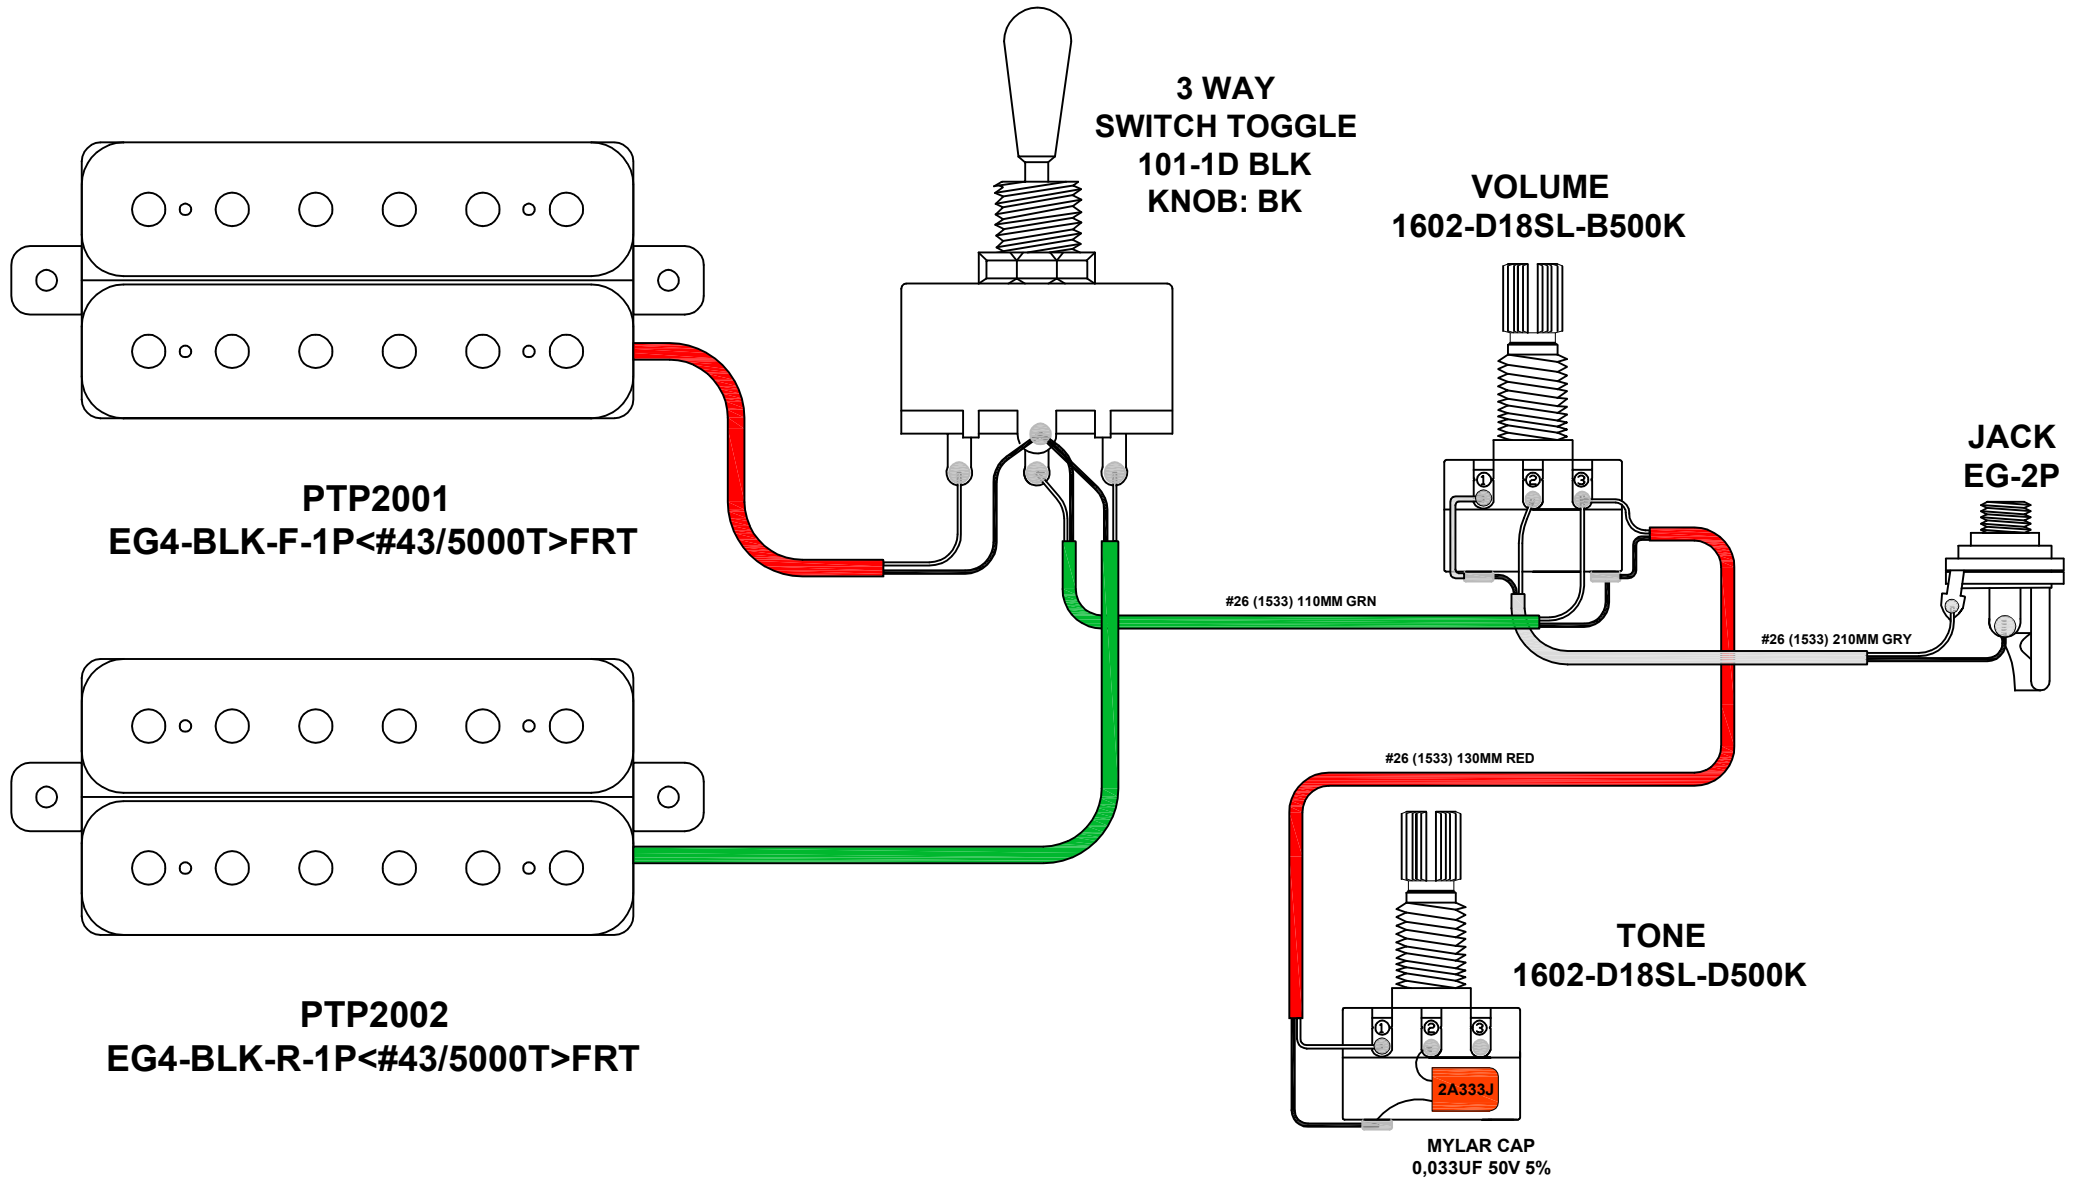 3 WAY
SWITCH TOGGLE
101-1D BLK
KNOB: BK
VOLUME
1602-D18SL-B500K
JACK
EG-2P
① ② ③
PTP2001
EG4-BLK-F-1P<#43/5000T>FRT
#26 (1533) 110MM GRN
#26 (1533) 210MM GRY
#26 (1533) 130MM RED
TONE
1602-D18SL-D500K
① ② ③
2A333J
MYLAR CAP
0,033UF 50V 5%
PTP2002
EG4-BLK-R-1P<#43/5000T>FRT